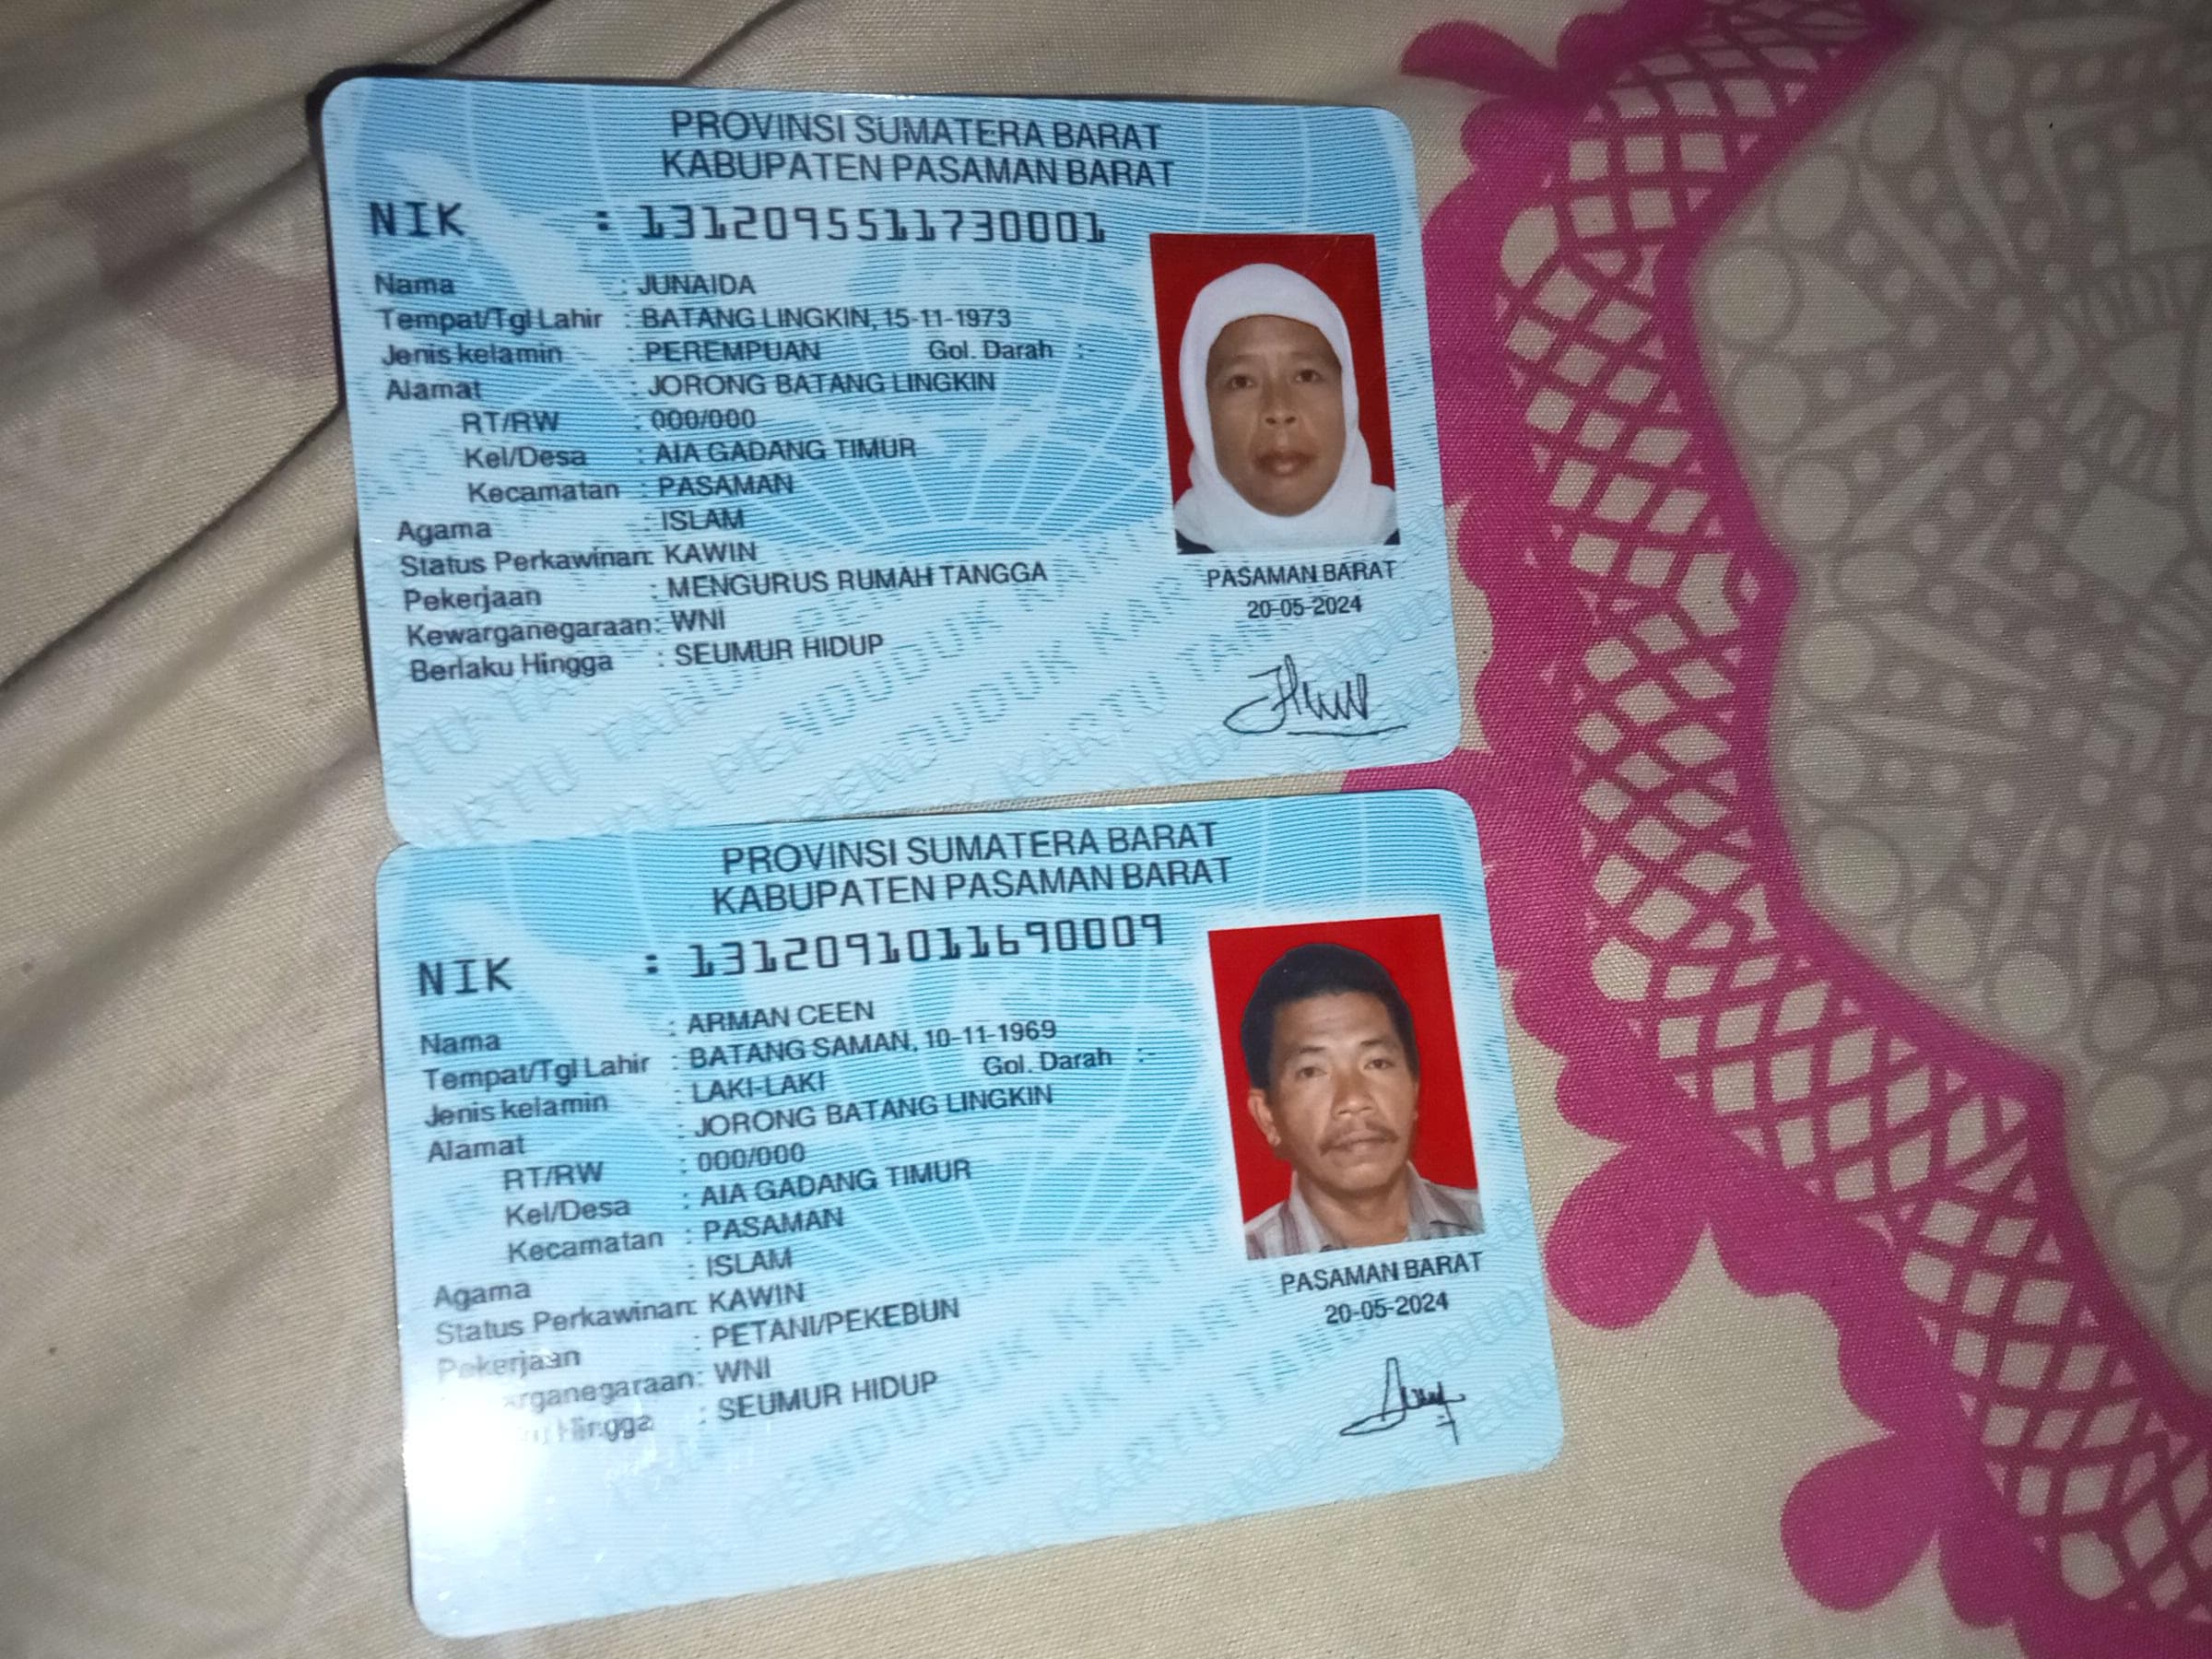 PROVINSI SUMATERA BARAT
KABUPATEN PASAMAN BARAT
NIK : 1312095511730001
Nama : JUNAIDA
Tempat/Tgl Lahir : BATANG LINGKIN, 15-11-1973
Jenis kelamin : PEREMPUAN Gol. Darah :
Alamat : JORONG BATANG LINGKIN
RT/RW : 000/000
Kel/Desa : AIA GADANG TIMUR
Kecamatan : PASAMAN
Agama : ISLAM
Status Perkawinan: KAWIN
Pekerjaan : MENGURUS RUMAH TANGGA
Kewarganegaraan: WNI
Berlaku Hingga : SEUMUR HIDUP
PASAMAN BARAT
20-05-2024
PROVINSI SUMATERA BARAT
KABUPATEN PASAMAN BARAT
NIK : 1312091011690009
Nama : ARMAN CEEN
Tempat/Tgl Lahir : BATANG SAMAN, 10-11-1969
Jenis kelamin : LAKI-LAKI Gol. Darah :-
Alamat : JORONG BATANG LINGKIN
RT/RW : 000/000
Kel/Desa : AIA GADANG TIMUR
Kecamatan : PASAMAN
Agama : ISLAM
Status Perkawinan: KAWIN
Pekerjaan : PETANI/PEKEBUN
: WNI
Hingga : SEUMUR HIDUP
PASAMAN BARAT
20-05-2024